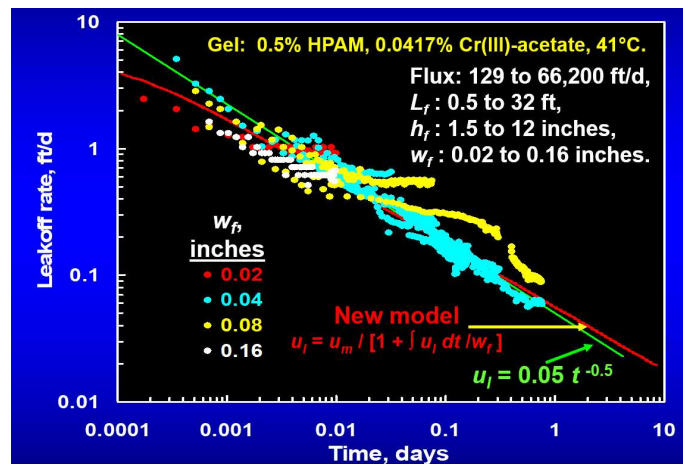 Gel: 0.5% HPAM, 0.0417% Cr(III)-acetate, 41°C.
Flux: 129 to 66,200 ft/d,
Lf : 0.5 to 32 ft,
hf : 1.5 to 12 inches,
wf : 0.02 to 0.16 inches.
Leakoff rate, ft/d
10
1
0.1
0.01
wf,
inches
0.02
0.04
0.08
0.16
New model
ul = um / [1 + ∫ ul dt /wf ]
ul = 0.05 t -0.5
0.0001
0.001
0.01
0.1
1
10
Time, days